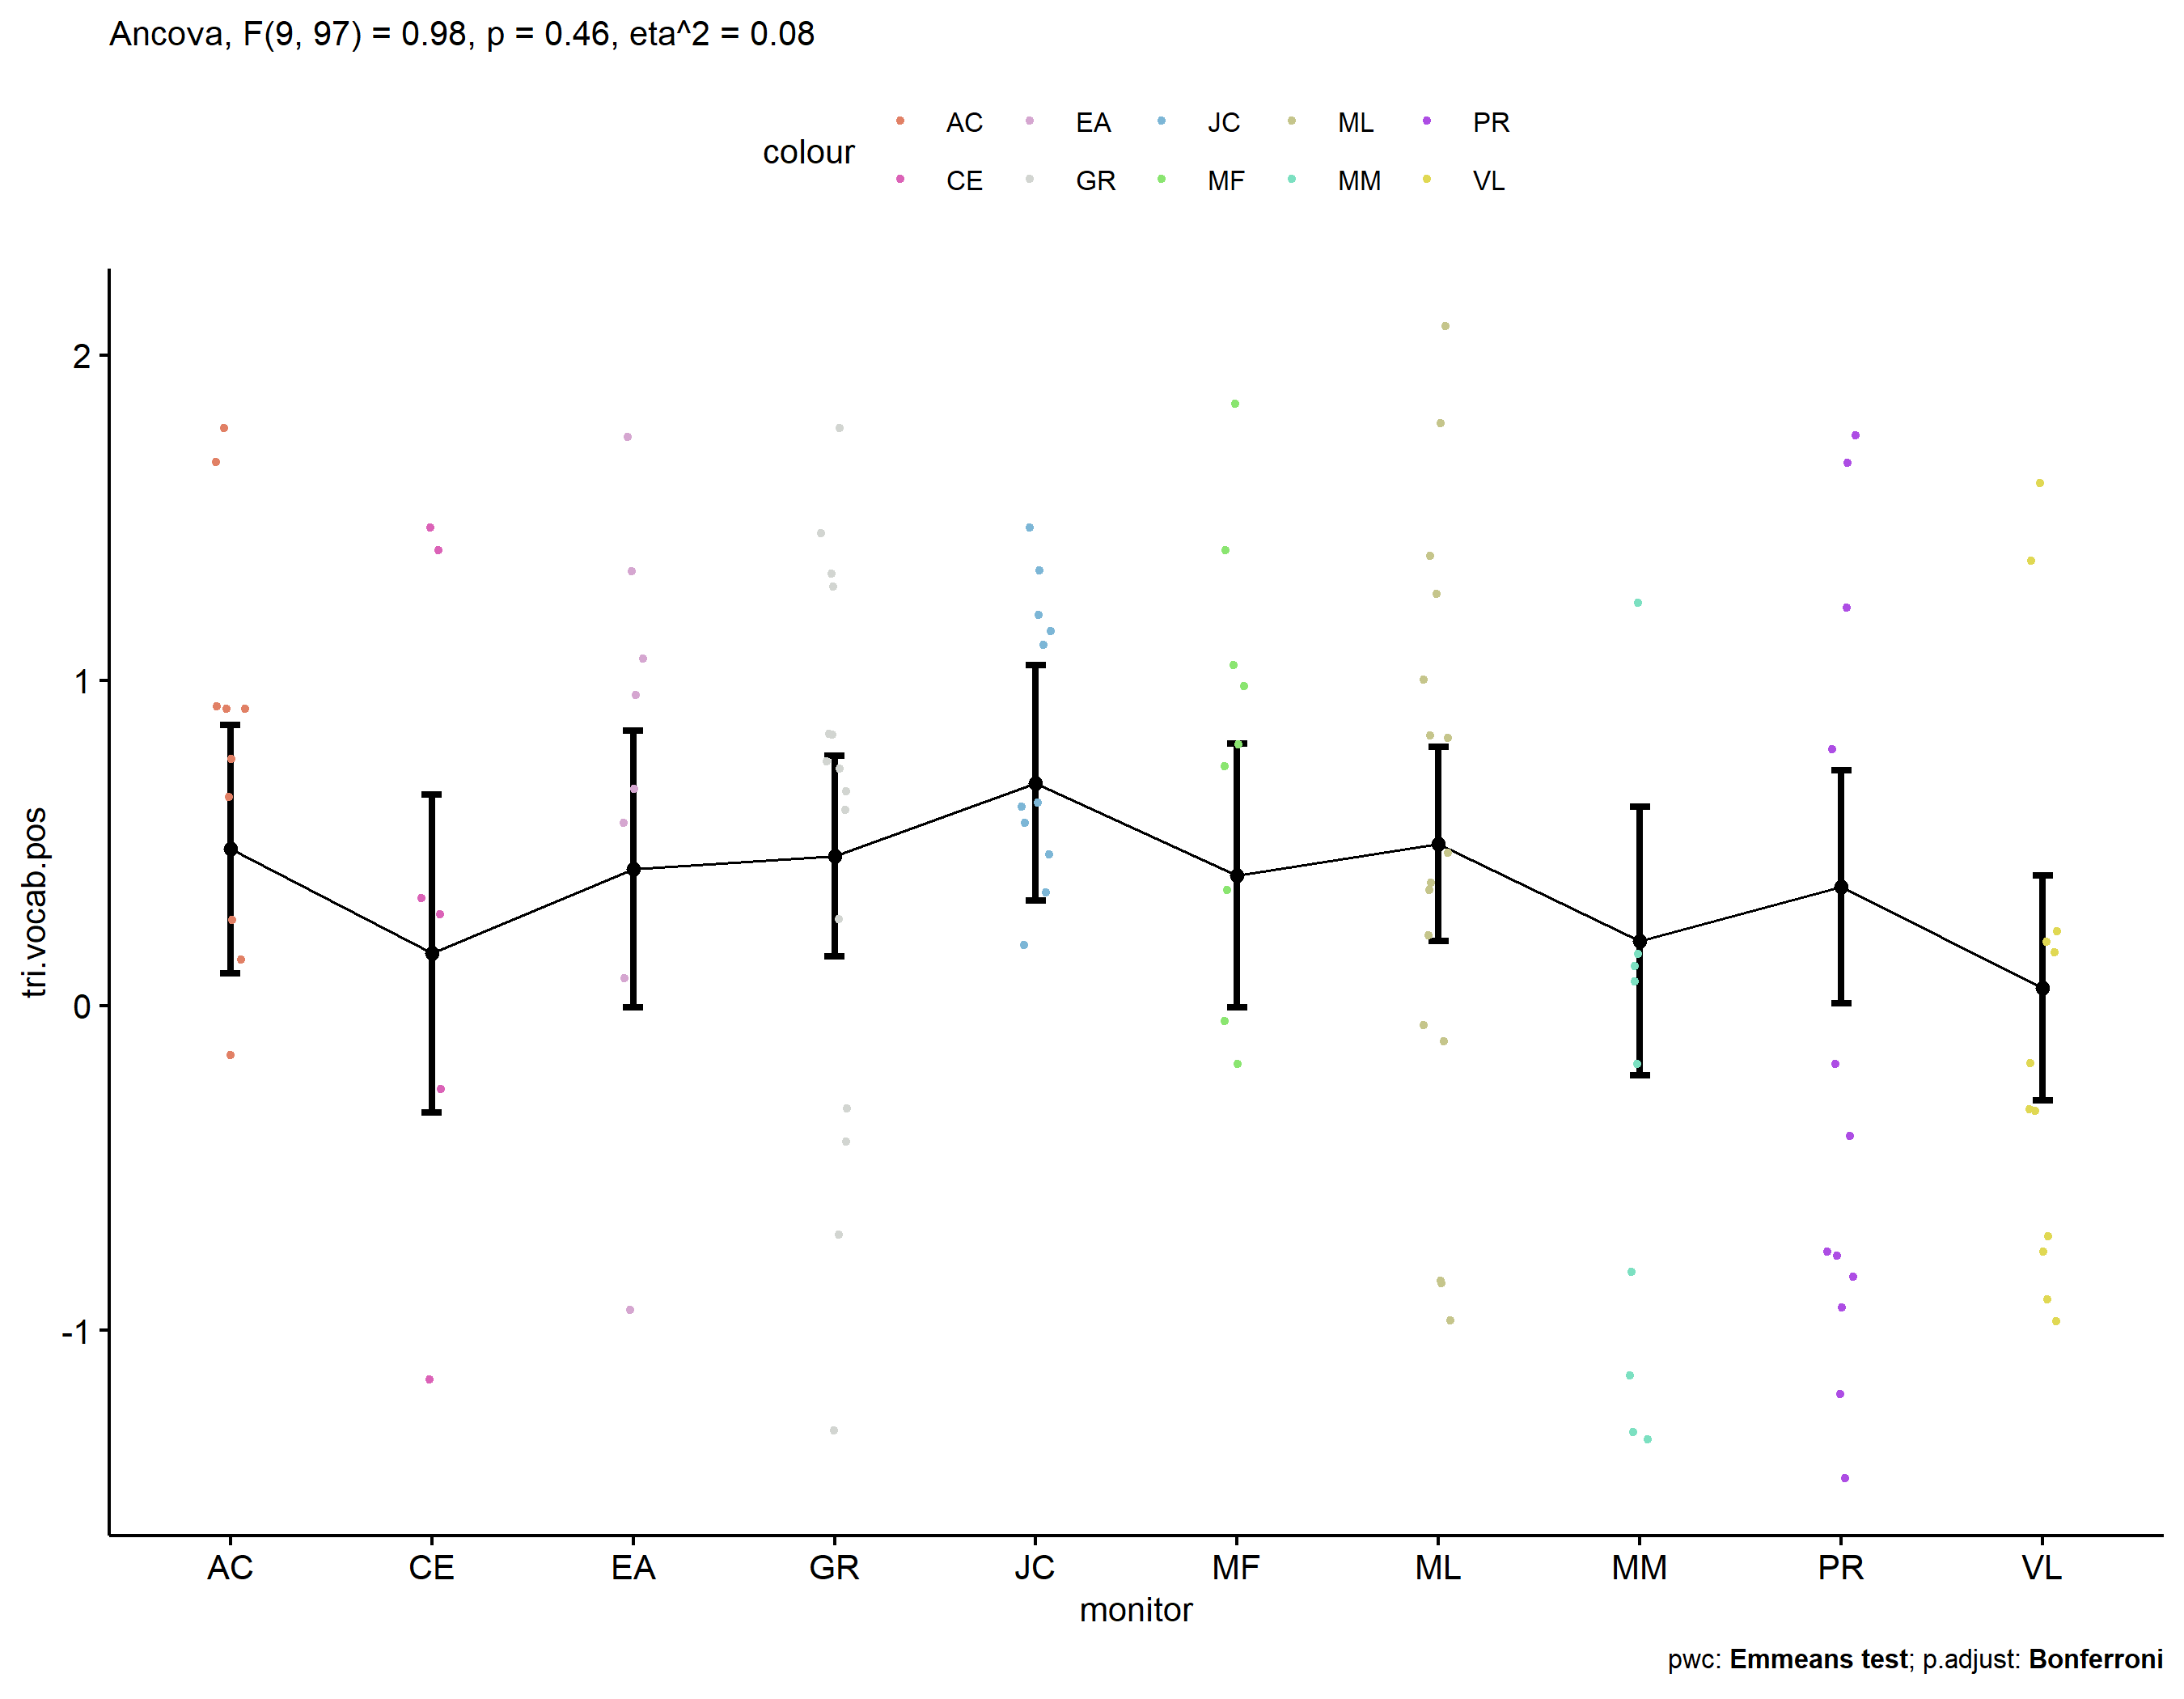 Ancova, F(9, 97) = 0.98, p = 0.46, eta^2 = 0.08
colour
AC EA JC ML PR
CE GR MF MM VL
tri.vocab.pos
2
1
0
-1
AC CE EA GR JC MF ML MM PR VL
monitor
pwc: Emmeans test; p.adjust: Bonferroni